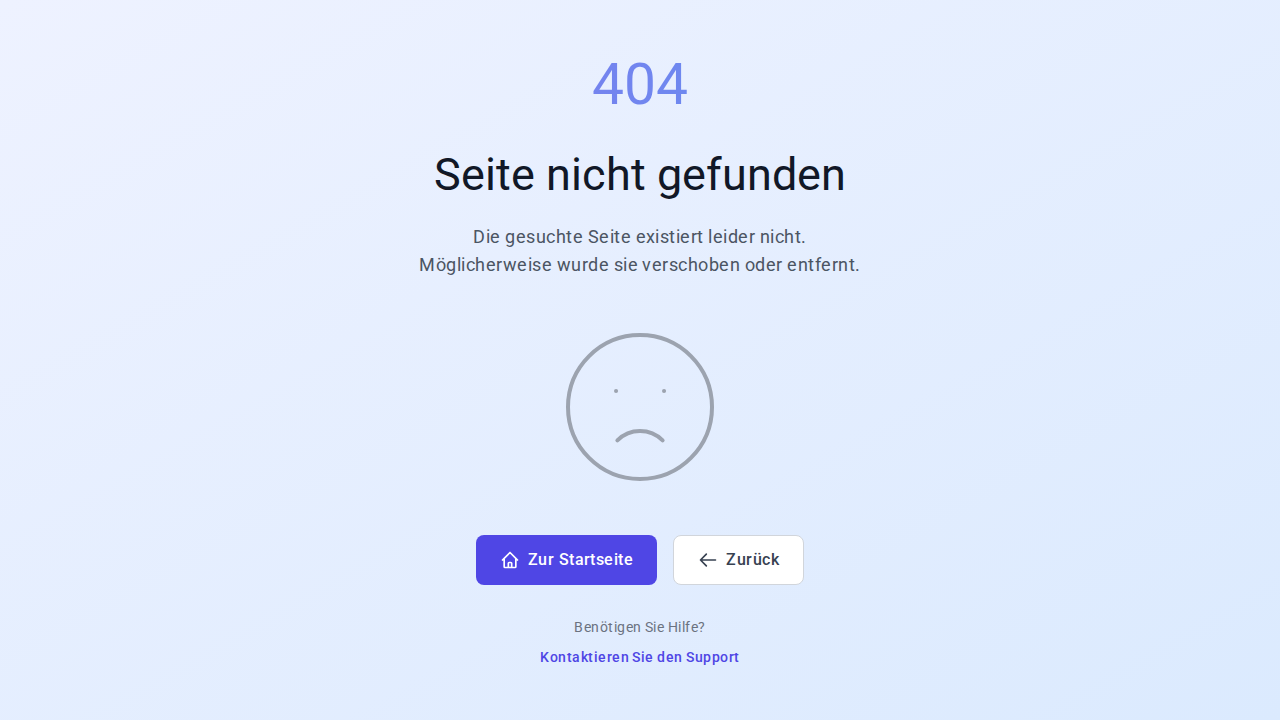 404
Seite nicht gefunden
Die gesuchte Seite existiert leider nicht.
Möglicherweise wurde sie verschoben oder entfernt.
Zur Startseite
Zurück
Benötigen Sie Hilfe?
Kontaktieren Sie den Support